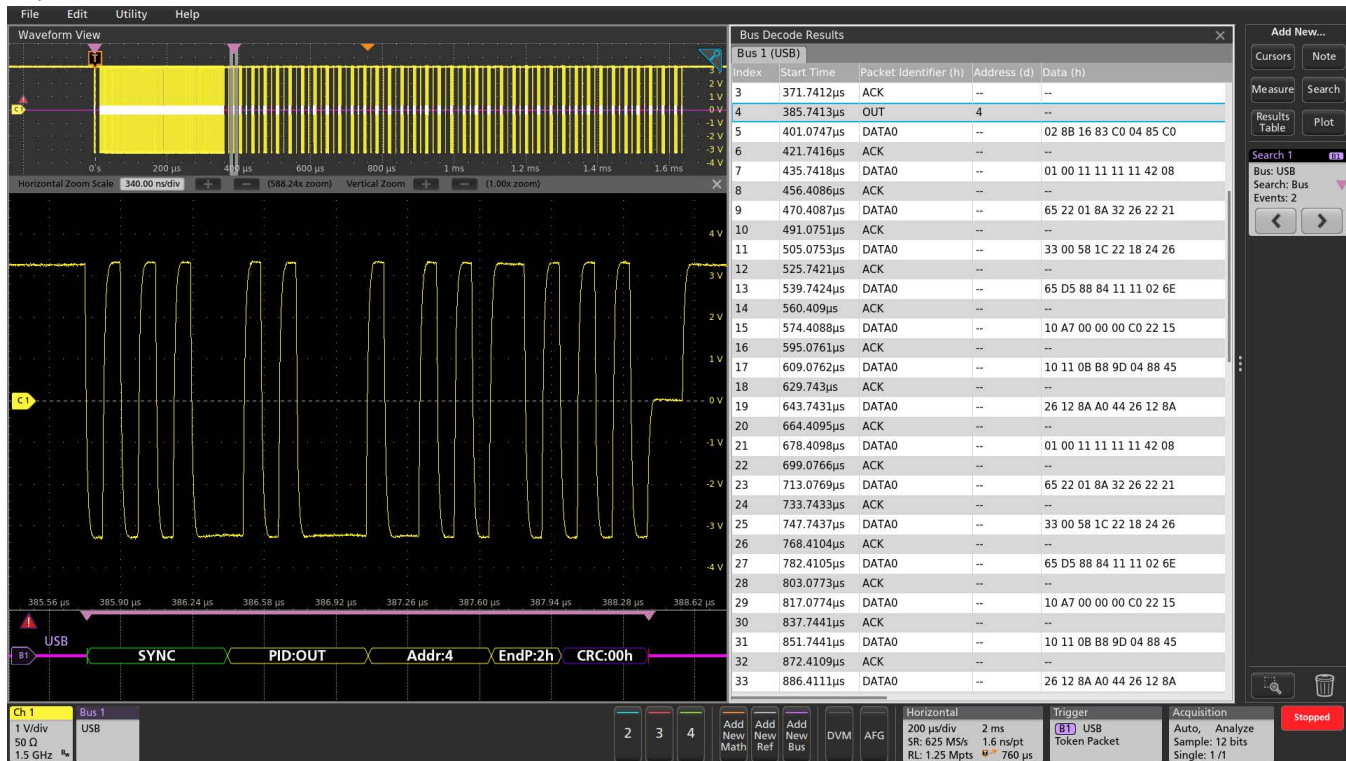 File Edit Utility Help
Waveform View
T
3 V
2 V
1 V
0 V
-1 V
-2 V
-3 V
-4 V
C1
0 s 200 µs 400 µs 600 µs 800 µs 1 ms 1.2 ms 1.4 ms 1.6 ms
Horizontal Zoom Scale 340.00 ns/div + — (588.24x zoom) Vertical Zoom + — (1.00x zoom) ×
4 V
3 V
2 V
1 V
C1 0 V
-1 V
-2 V
-3 V
-4 V
385.56 µs 385.90 µs 386.24 µs 386.58 µs 386.92 µs 387.26 µs 387.60 µs 387.94 µs 388.28 µs 388.62 µs
USB
B1 SYNC PID:OUT Addr:4 EndP:2h CRC:00h
Bus Decode Results ×
Bus 1 (USB)
Index Start Time Packet Identifier (h) Address (d) Data (h)
3 371.7412µs ACK -- --
4 385.7413µs OUT 4 --
5 401.0747µs DATA0 -- 02 8B 16 83 C0 04 85 C0
6 421.7416µs ACK -- --
7 435.7418µs DATA0 -- 01 00 11 11 11 11 42 08
8 456.4086µs ACK -- --
9 470.4087µs DATA0 -- 65 22 01 8A 32 26 22 21
10 491.0751µs ACK -- --
11 505.0753µs DATA0 -- 33 00 58 1C 22 18 24 26
12 525.7421µs ACK -- --
13 539.7424µs DATA0 -- 65 D5 88 84 11 11 02 6E
14 560.409µs ACK -- --
15 574.4088µs DATA0 -- 10 A7 00 00 00 C0 22 15
16 595.0761µs ACK -- --
17 609.0762µs DATA0 -- 10 11 0B B8 9D 04 88 45
18 629.743µs ACK -- --
19 643.7431µs DATA0 -- 26 12 8A A0 44 26 12 8A
20 664.4095µs ACK -- --
21 678.4098µs DATA0 -- 01 00 11 11 11 11 42 08
22 699.0766µs ACK -- --
23 713.0769µs DATA0 -- 65 22 01 8A 32 26 22 21
24 733.7433µs ACK -- --
25 747.7437µs DATA0 -- 33 00 58 1C 22 18 24 26
26 768.4104µs ACK -- --
27 782.4105µs DATA0 -- 65 D5 88 84 11 11 02 6E
28 803.0773µs ACK -- --
29 817.0774µs DATA0 -- 10 A7 00 00 00 C0 22 15
30 837.7441µs ACK -- --
31 851.7441µs DATA0 -- 10 11 0B B8 9D 04 88 45
32 872.4109µs ACK -- --
33 886.4111µs DATA0 -- 26 12 8A A0 44 26 12 8A
Add New...
Cursors Note
Measure Search
Results Table Plot
Search 1 B1
Bus: USB
Search: Bus
Events: 2
Ch 1
1 V/div
50 Ω
1.5 GHz Bw
Bus 1
USB
2 3 4
Add New Math
Add New Ref
Add New Bus
DVM AFG
Horizontal
200 µs/div 2 ms
SR: 625 MS/s 1.6 ns/pt
RL: 1.25 Mpts 760 µs
Trigger
B1 USB
Token Packet
Acquisition
Auto, Analyze
Sample: 12 bits
Single: 1 /1
Stopped